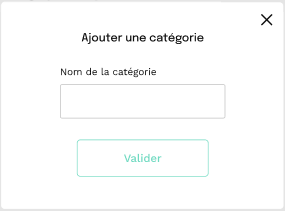 Ajouter une catégorie
Nom de la catégorie
Valider